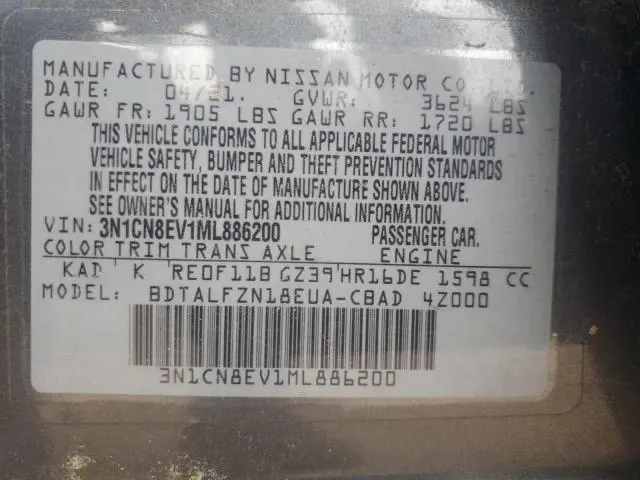 MANUFACTURED BY NISSAN MOTOR CO., LTD.
DATE: 04/21. GVWR: 3624 LBS
GAWR FR: 1905 LBS GAWR RR: 1720 LBS
THIS VEHICLE CONFORMS TO ALL APPLICABLE FEDERAL MOTOR
VEHICLE SAFETY, BUMPER AND THEFT PREVENTION STANDARDS
IN EFFECT ON THE DATE OF MANUFACTURE SHOWN ABOVE.
SEE OWNER'S MANUAL FOR ADDITIONAL INFORMATION.
VIN: 3N1CN8EV1ML886200 PASSENGER CAR.
COLOR TRIM TRANS AXLE ENGINE
KAD K RE0F11B GZ39 HR16DE 1598 CC
MODEL: BDTALFZN18EUA-CBAD 4Z000
3N1CN8EV1ML886200